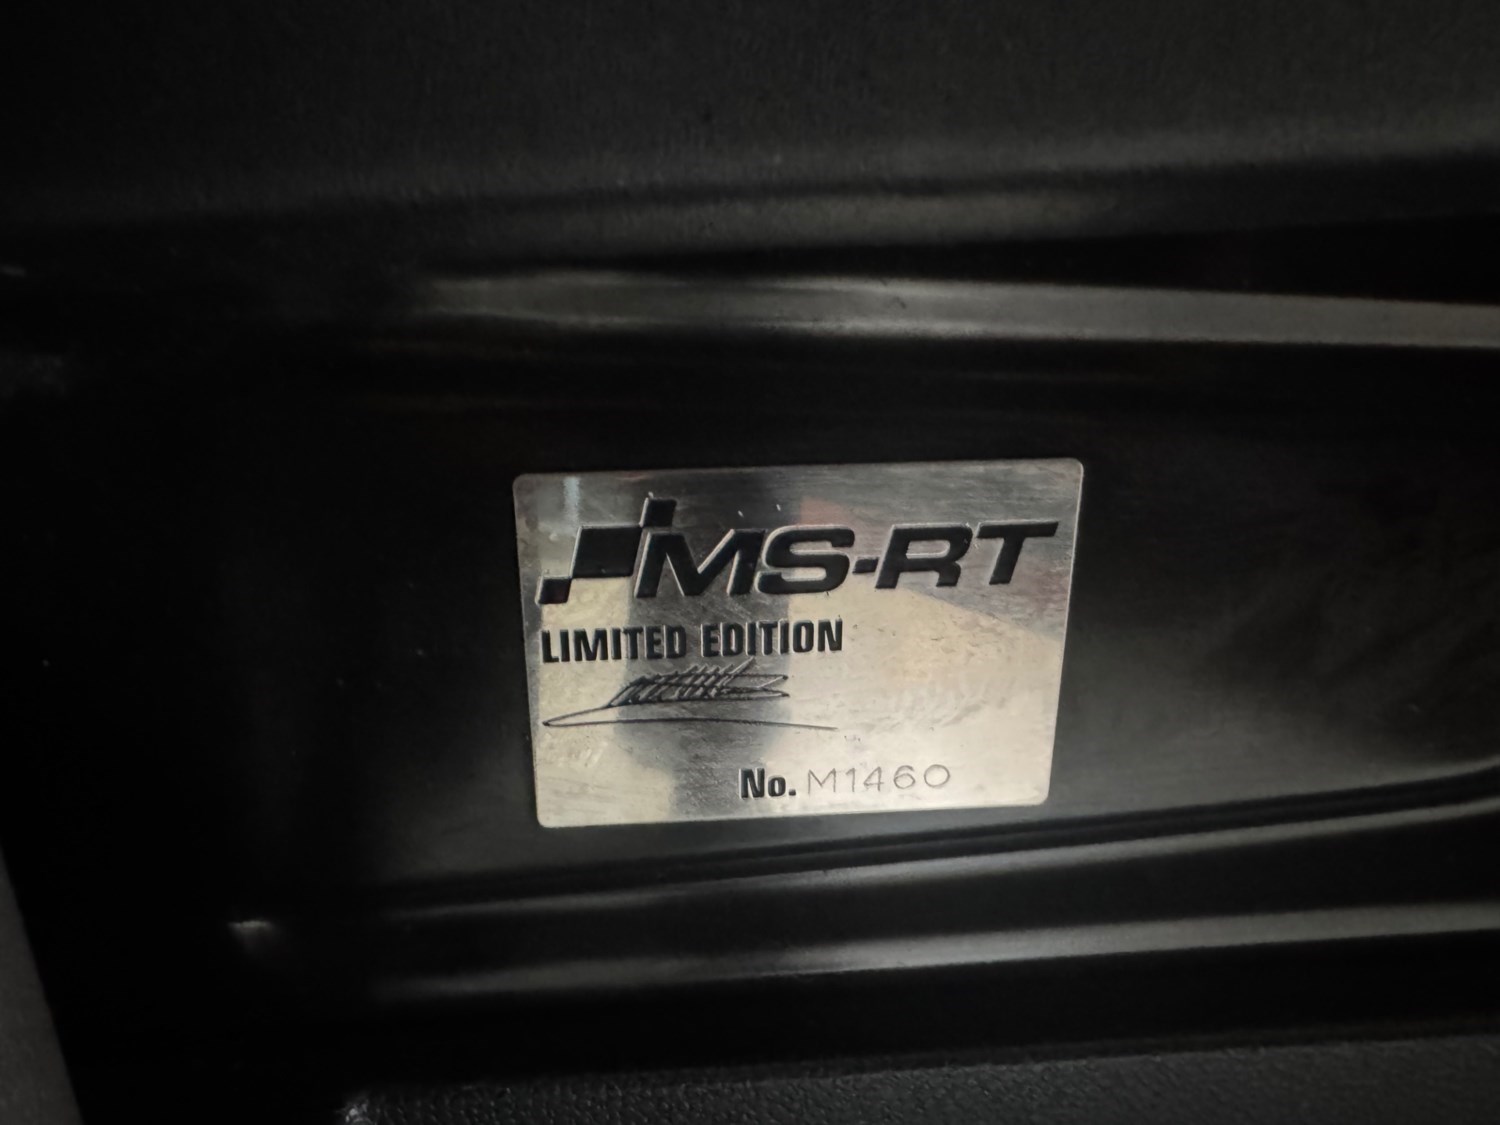 MS-RT
LIMITED EDITION
No. M1460